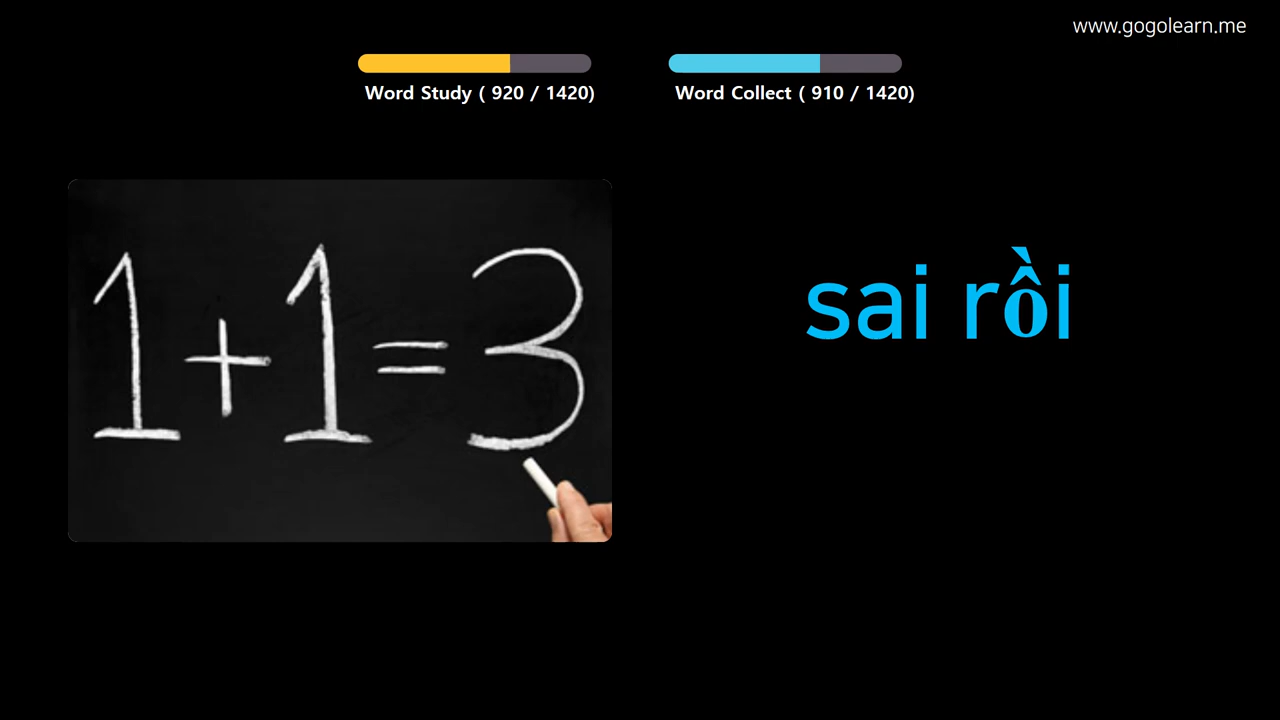 www.gogolearn.me
Word Study ( 920 / 1420)
Word Collect ( 910 / 1420)
1+1=3
sai rồi